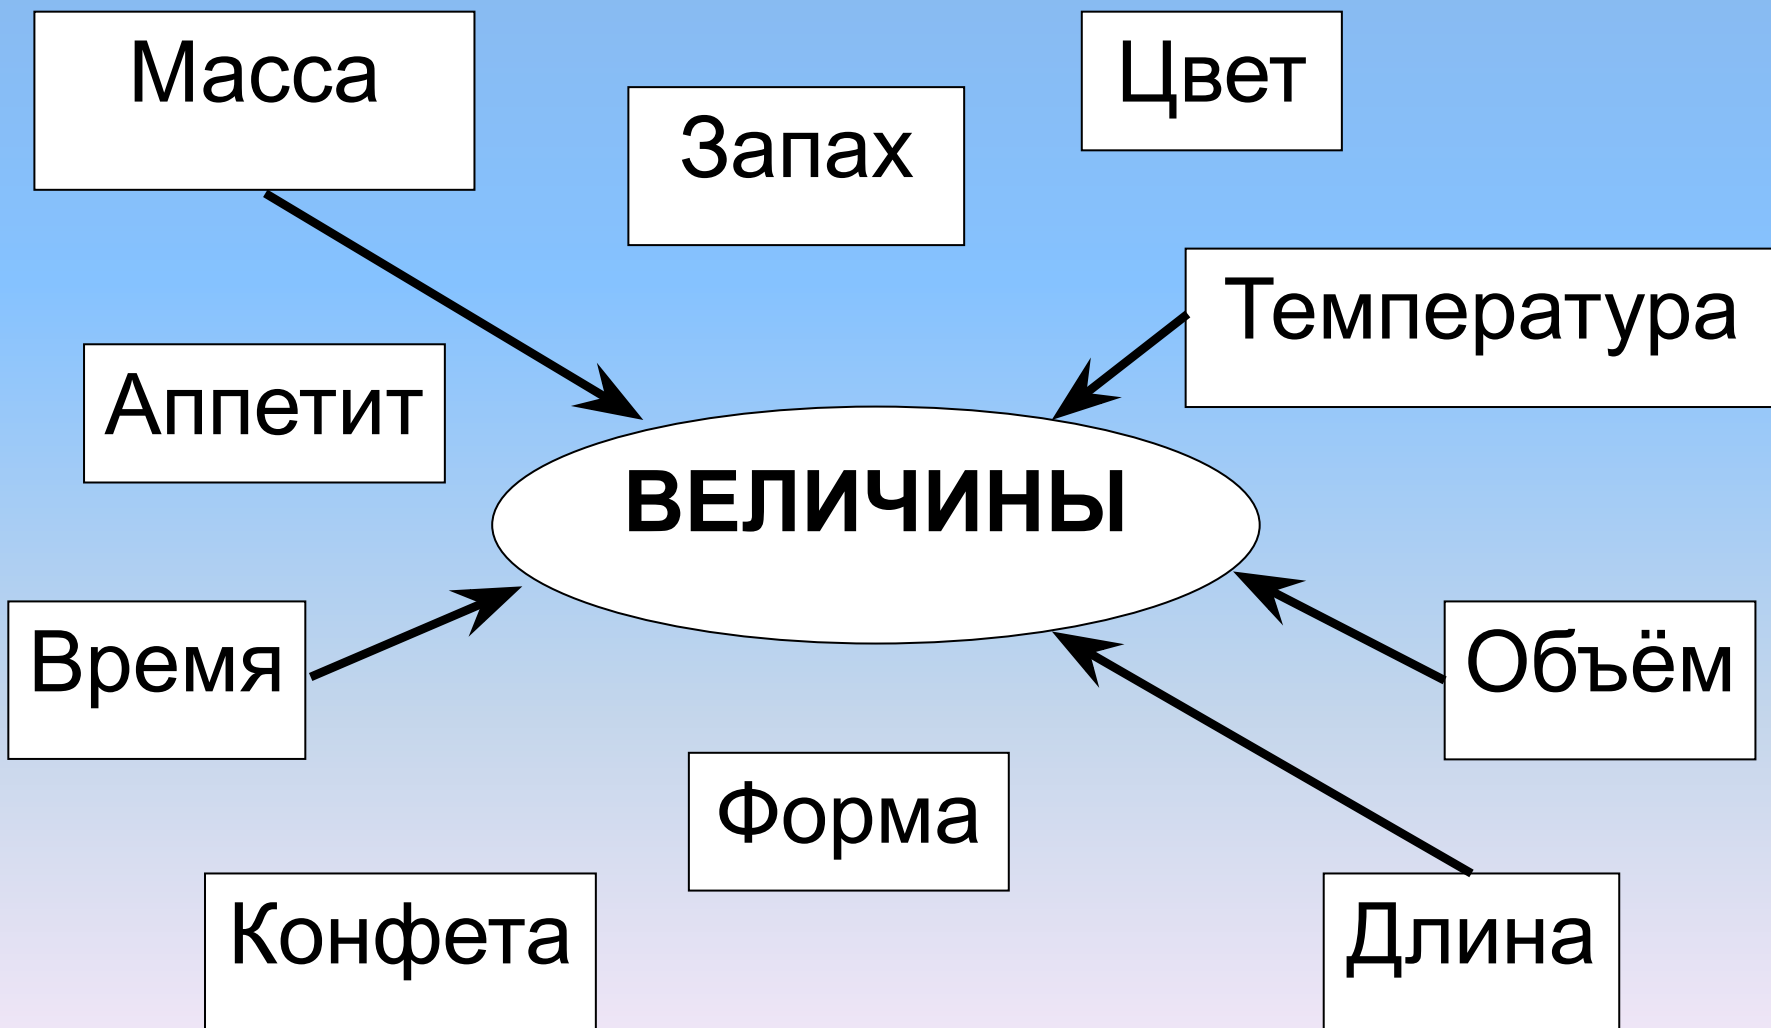 Масса
Цвет
Запах
Температура
Аппетит
ВЕЛИЧИНЫ
Время
Объём
Форма
Конфета
Длина